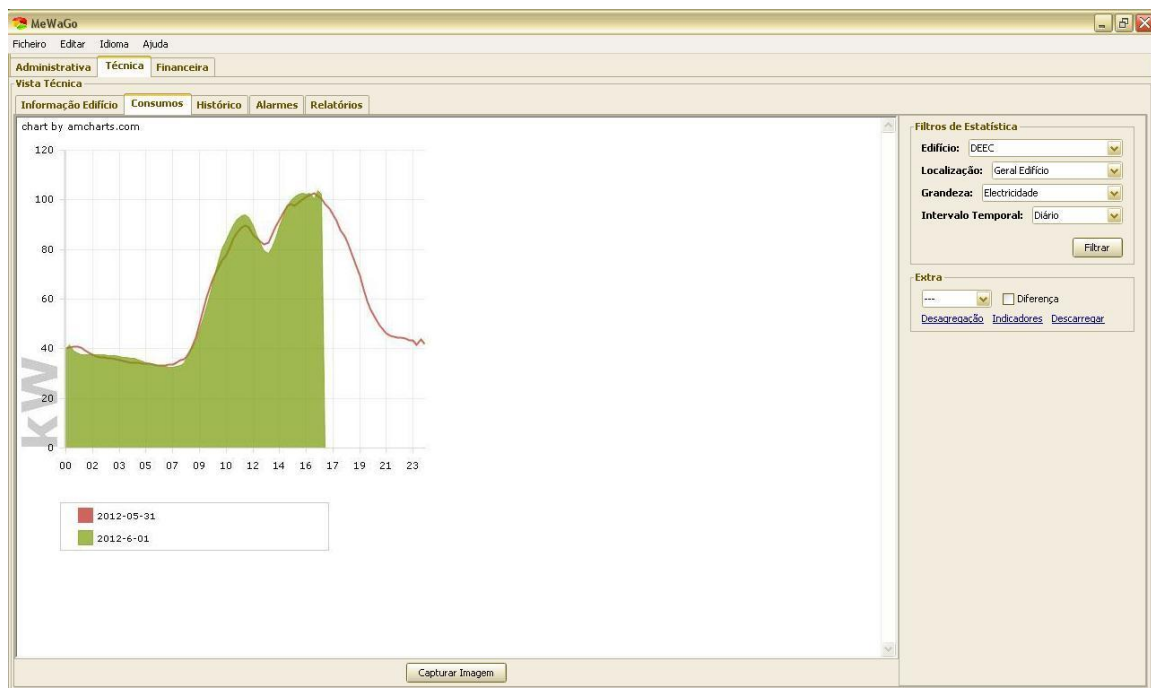 MeWaGo
Ficheiro Editar Idioma Ajuda
Administrativa Técnica Financeira
Vista Técnica
Informação Edifício Consumos Histórico Alarmes Relatórios
chart by amcharts.com
120
100
80
60
40
20
0
kW
00 02 03 05 07 09 10 12 14 16 17 19 21 23
2012-05-31
2012-6-01
Capturar Imagem
Filtros de Estatística
Edifício: DEEC
Localização: Geral Edifício
Grandeza: Electricidade
Intervalo Temporal: Diário
Filtrar
Extra
--- Diferença
Desagregação Indicadores Descarregar